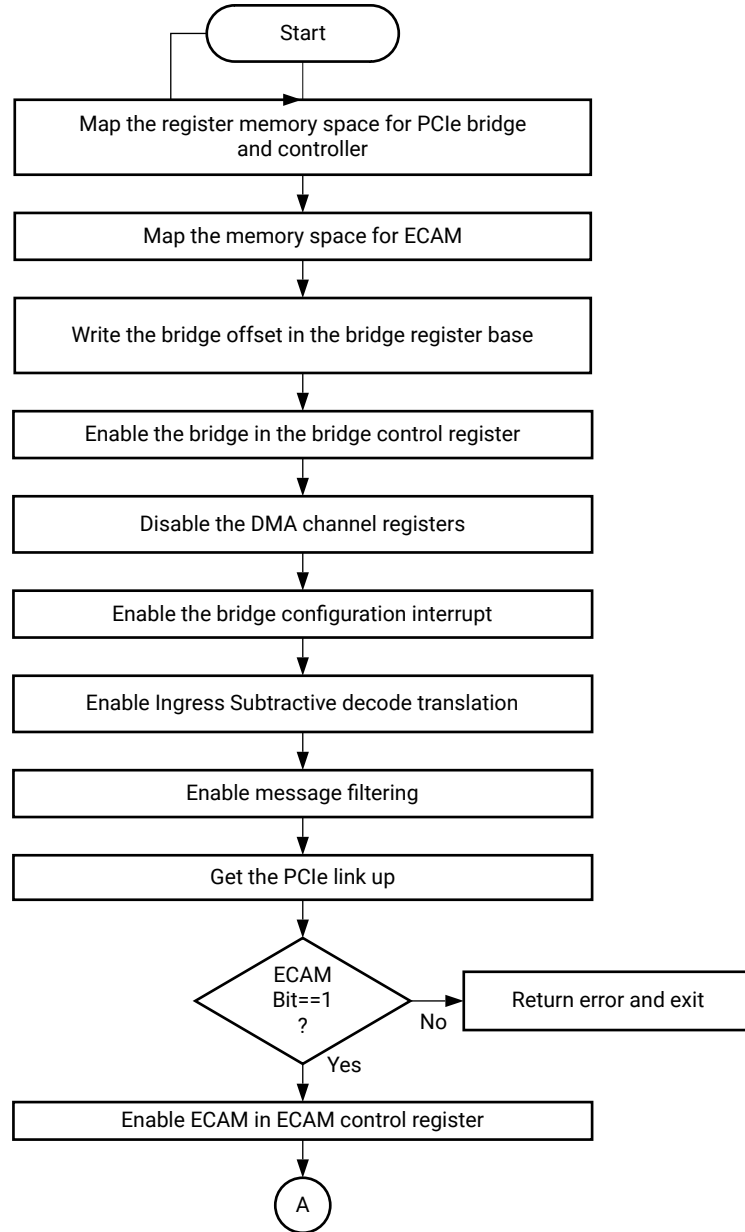 Start
Map the register memory space for PCIe bridge
and controller
Map the memory space for ECAM
Write the bridge offset in the bridge register base
Enable the bridge in the bridge control register
Disable the DMA channel registers
Enable the bridge configuration interrupt
Enable Ingress Subtractive decode translation
Enable message filtering
Get the PCIe link up
ECAM
Bit==1
?
No
Return error and exit
Yes
Enable ECAM in ECAM control register
A